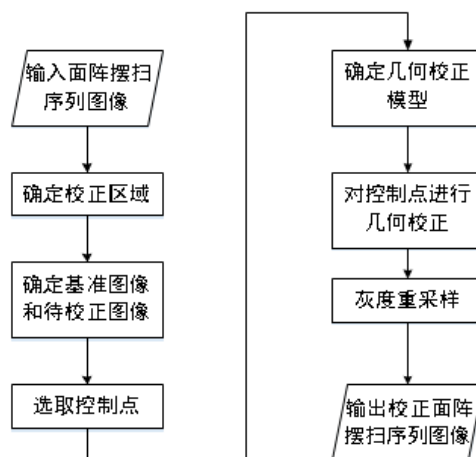 输入面阵摆扫
序列图像
确定校正区域
确定基准图像
和待校正图像
选取控制点
确定几何校正
模型
对控制点进行
几何校正
灰度重采样
输出校正面阵
摆扫序列图像